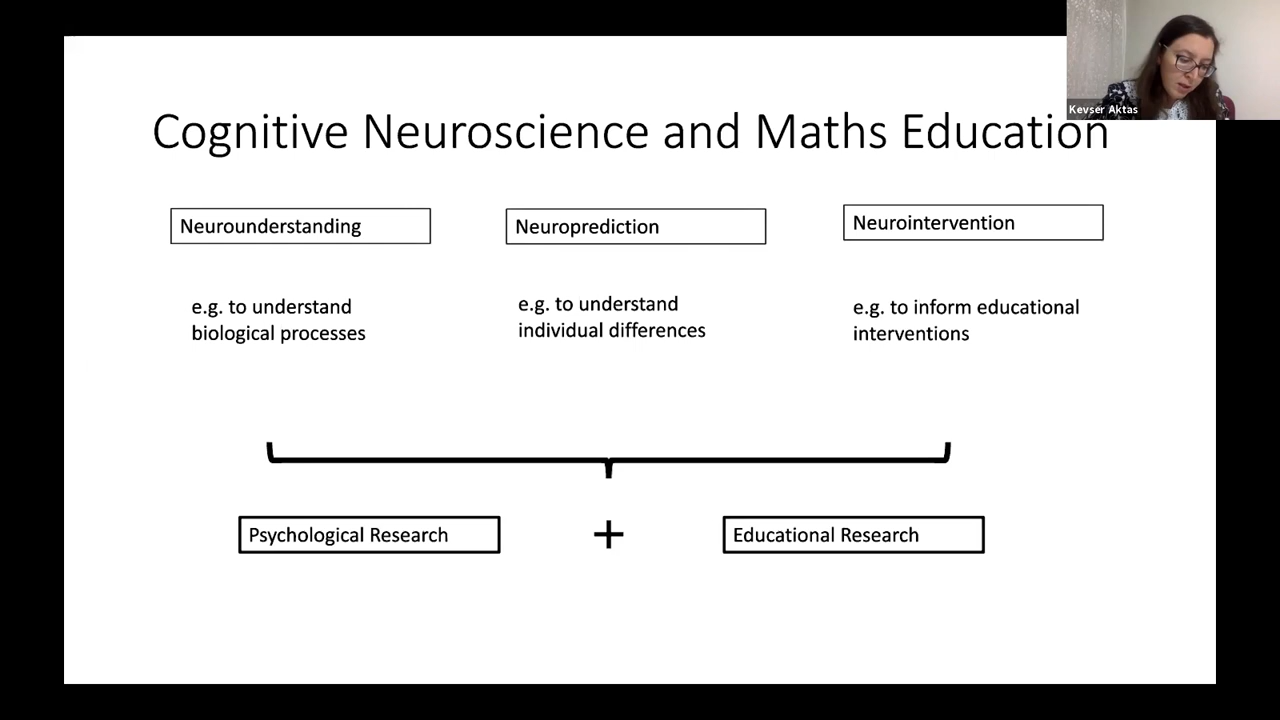 Kevser Aktas
Cognitive Neuroscience and Maths Education
Neurounderstanding
Neuroprediction
Neurointervention
e.g. to understand
biological processes
e.g. to understand
individual differences
e.g. to inform educational
interventions
Psychological Research
+
Educational Research